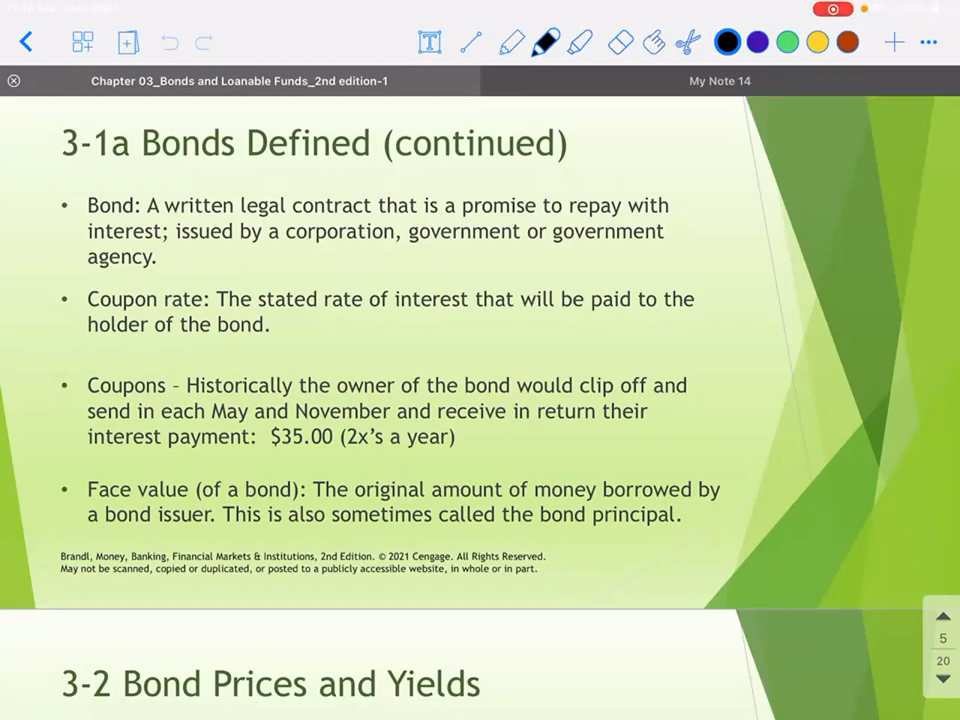 Chapter 03_Bonds and Loanable Funds_2nd edition-1
My Note 14
3-1a Bonds Defined (continued)
• Bond: A written legal contract that is a promise to repay with
interest; issued by a corporation, government or government
agency.
• Coupon rate: The stated rate of interest that will be paid to the
holder of the bond.
• Coupons – Historically the owner of the bond would clip off and
send in each May and November and receive in return their
interest payment: $35.00 (2x's a year)
• Face value (of a bond): The original amount of money borrowed by
a bond issuer. This is also sometimes called the bond principal.
Brandl, Money, Banking, Financial Markets & Institutions, 2nd Edition. © 2021 Cengage. All Rights Reserved.
May not be scanned, copied or duplicated, or posted to a publicly accessible website, in whole or in part.
5
20
3-2 Bond Prices and Yields